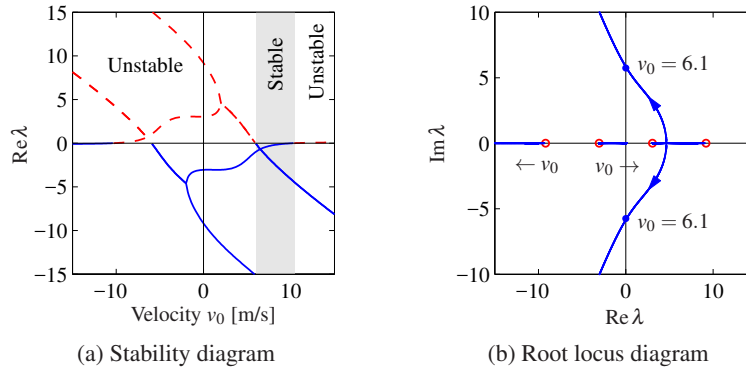 15
10
5
0
−5
−10
−15
Re λ
Unstable
Stable
Unstable
−10
0
10
Velocity v₀ [m/s]
(a) Stability diagram
10
5
0
−5
−10
Im λ
v₀ = 6.1
← v₀
v₀ →
v₀ = 6.1
−10
0
10
Re λ
(b) Root locus diagram